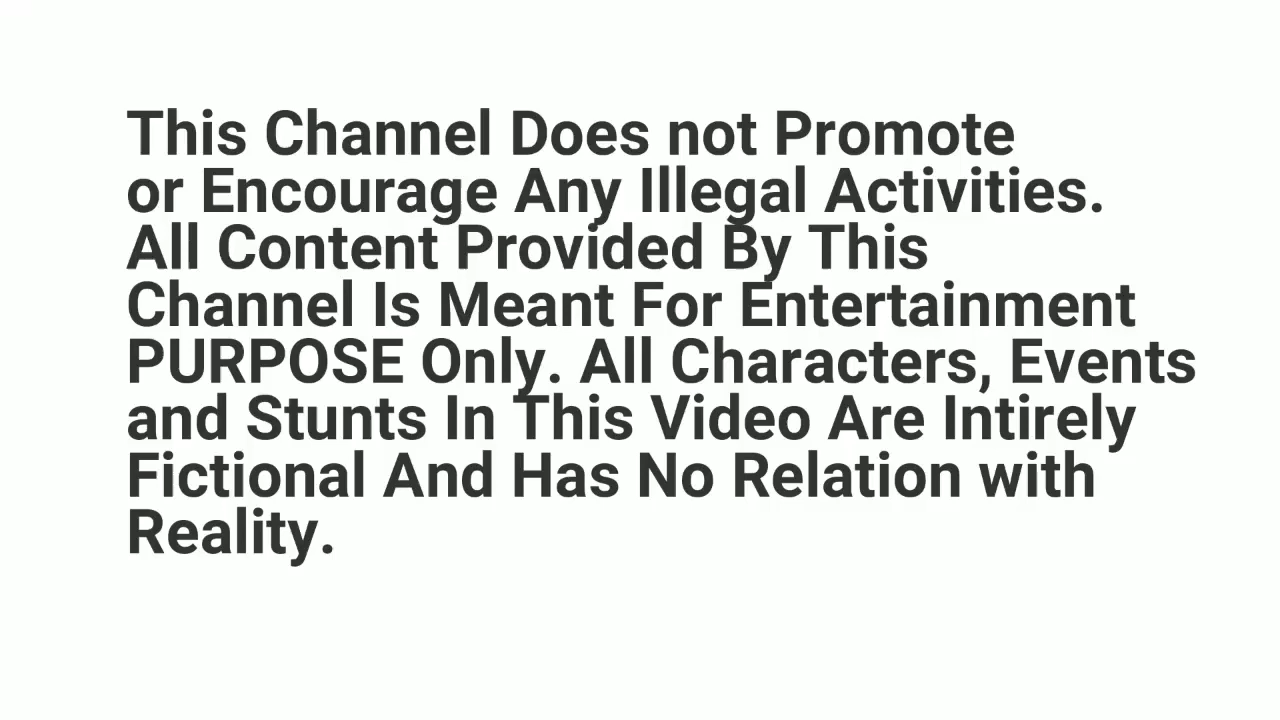 This Channel Does not Promote
or Encourage Any Illegal Activities.
All Content Provided By This
Channel Is Meant For Entertainment
PURPOSE Only. All Characters, Events
and Stunts In This Video Are Intirely
Fictional And Has No Relation with
Reality.